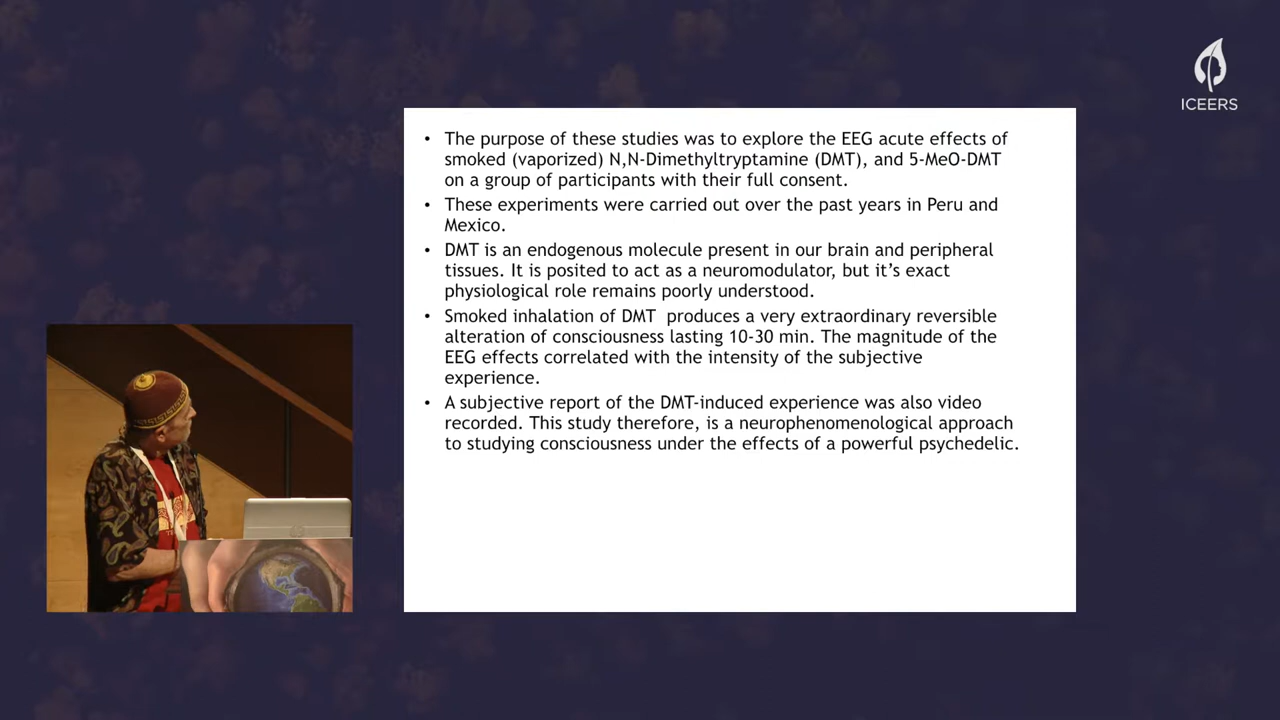 ICEERS
• The purpose of these studies was to explore the EEG acute effects of
smoked (vaporized) N,N-Dimethyltryptamine (DMT), and 5-MeO-DMT
on a group of participants with their full consent.
• These experiments were carried out over the past years in Peru and
Mexico.
• DMT is an endogenous molecule present in our brain and peripheral
tissues. It is posited to act as a neuromodulator, but it’s exact
physiological role remains poorly understood.
• Smoked inhalation of DMT  produces a very extraordinary reversible
alteration of consciousness lasting 10-30 min. The magnitude of the
EEG effects correlated with the intensity of the subjective
experience.
• A subjective report of the DMT-induced experience was also video
recorded. This study therefore, is a neurophenomenological approach
to studying consciousness under the effects of a powerful psychedelic.